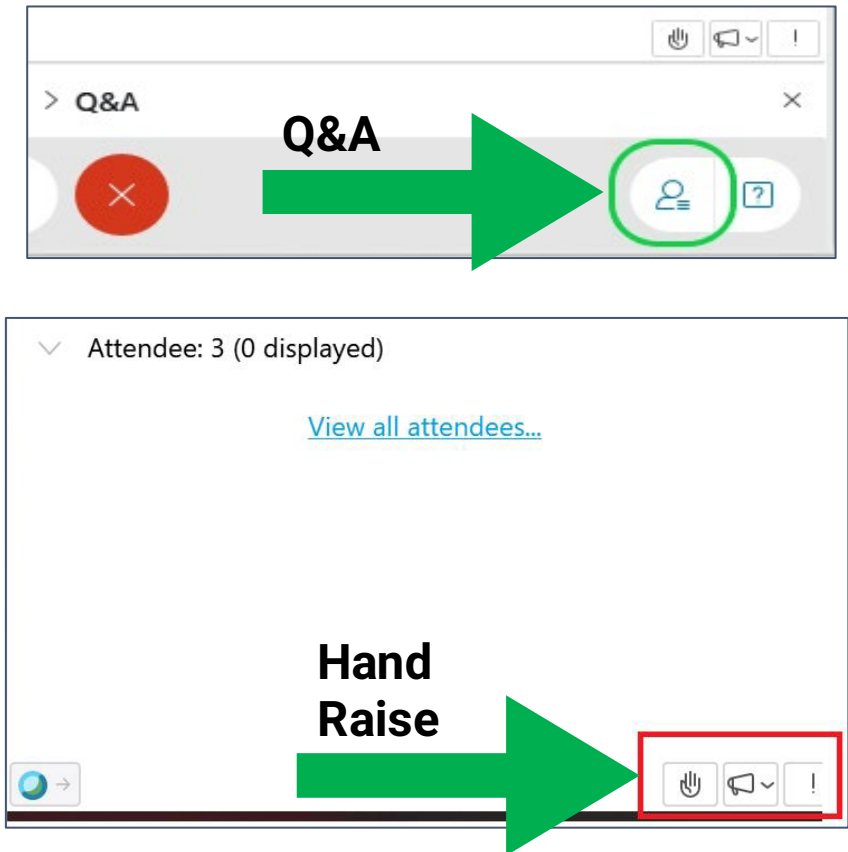 !
> Q&A
Q&A
?
Attendee: 3 (0 displayed)
View all attendees...
Hand
Raise
!